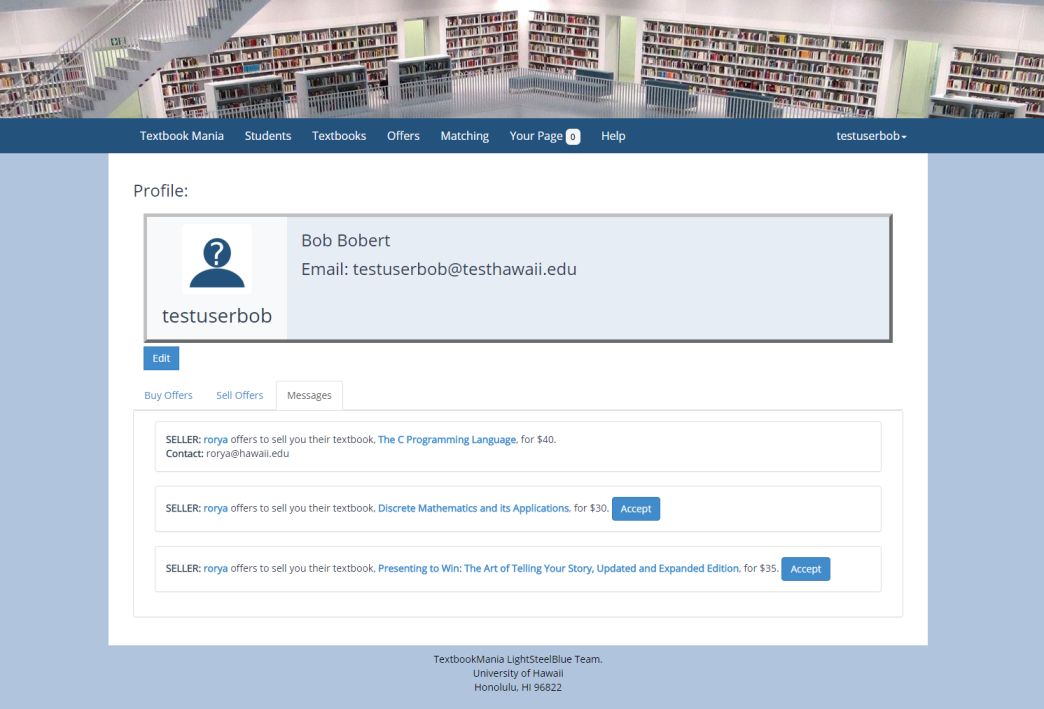 Textbook Mania Students Textbooks Offers Matching Your Page 0 Help testuserbob
Profile:
?
testuserbob
Bob Bobert
Email: testuserbob@testhawaii.edu
Edit
Buy Offers Sell Offers Messages
SELLER: rorya offers to sell you their textbook, The C Programming Language, for $40.
Contact: rorya@hawaii.edu
SELLER: rorya offers to sell you their textbook, Discrete Mathematics and its Applications, for $30. Accept
SELLER: rorya offers to sell you their textbook, Presenting to Win: The Art of Telling Your Story, Updated and Expanded Edition, for $35. Accept
TextbookMania LightSteelBlue Team.
University of Hawaii
Honolulu, HI 96822